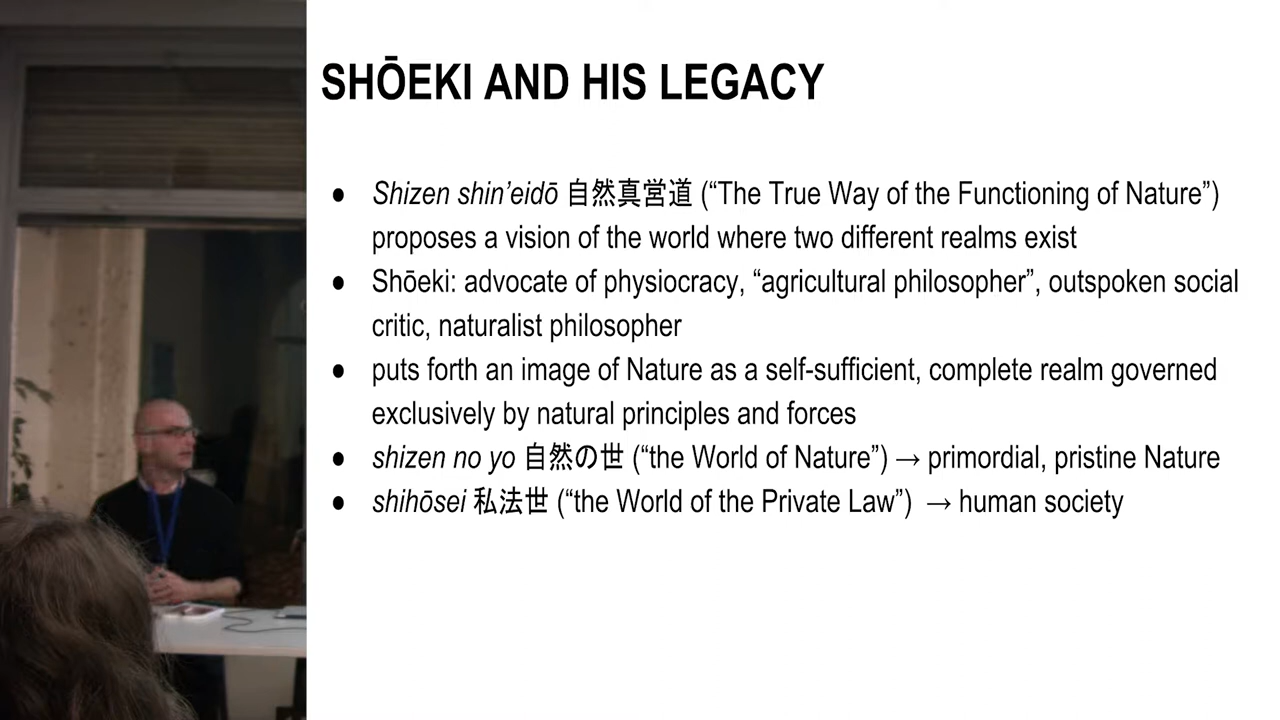 SHŌEKI AND HIS LEGACY
● Shizen shin’eidō 自然真営道 (“The True Way of the Functioning of Nature”)
proposes a vision of the world where two different realms exist
● Shōeki: advocate of physiocracy, “agricultural philosopher”, outspoken social
critic, naturalist philosopher
● puts forth an image of Nature as a self-sufficient, complete realm governed
exclusively by natural principles and forces
● shizen no yo 自然の世 (“the World of Nature”) → primordial, pristine Nature
● shihōsei 私法世 (“the World of the Private Law”) → human society